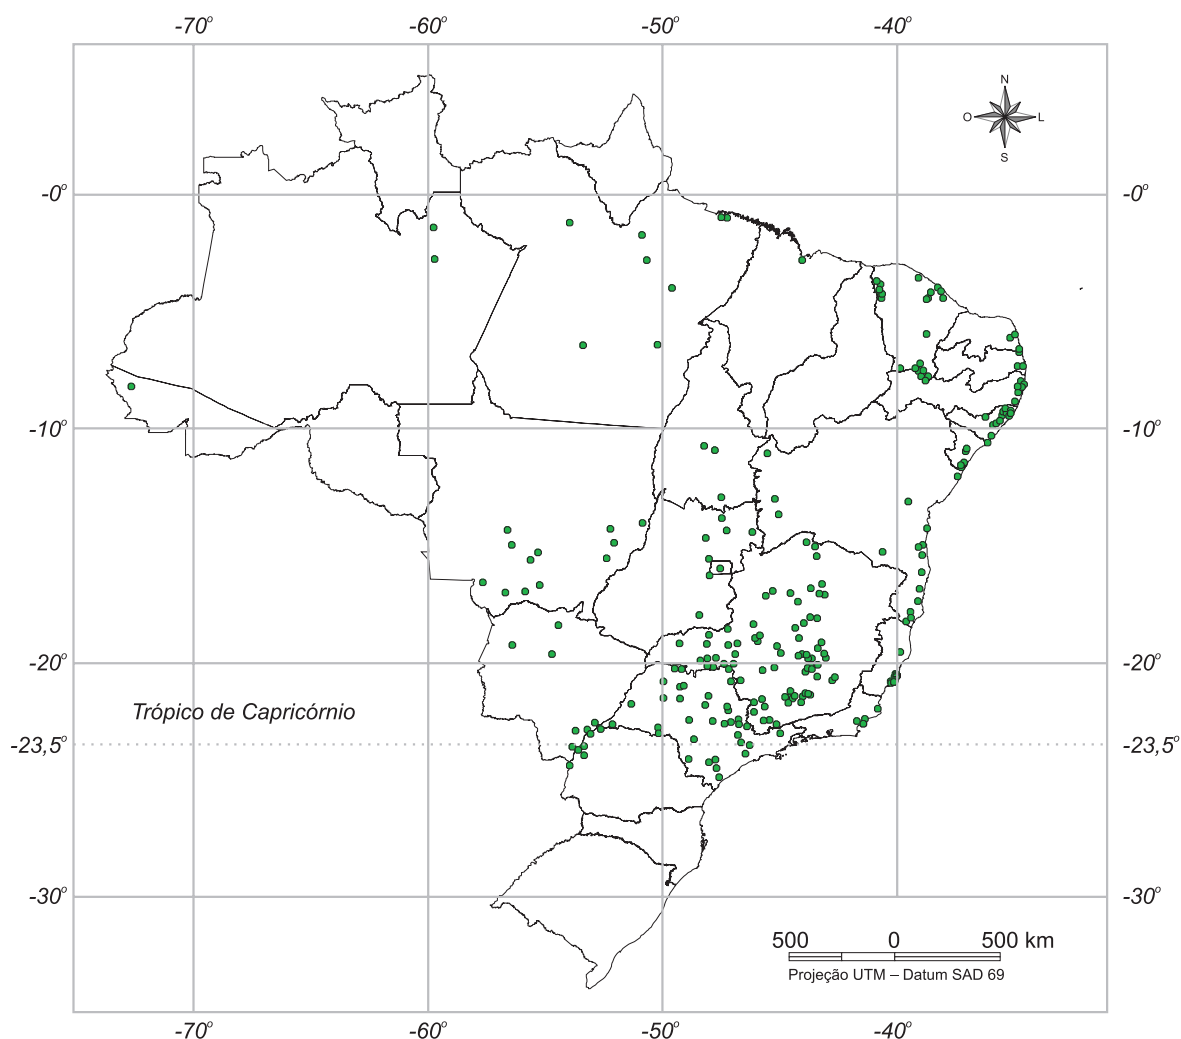 -70° -60° -50° -40°
N
O L
S
-0° -0°
-10° -10°
-20° -20°
Trópico de Capricórnio
-23,5° -23,5°
-30° -30°
500 0 500 km
Projeção UTM – Datum SAD 69
-70° -60° -50° -40°